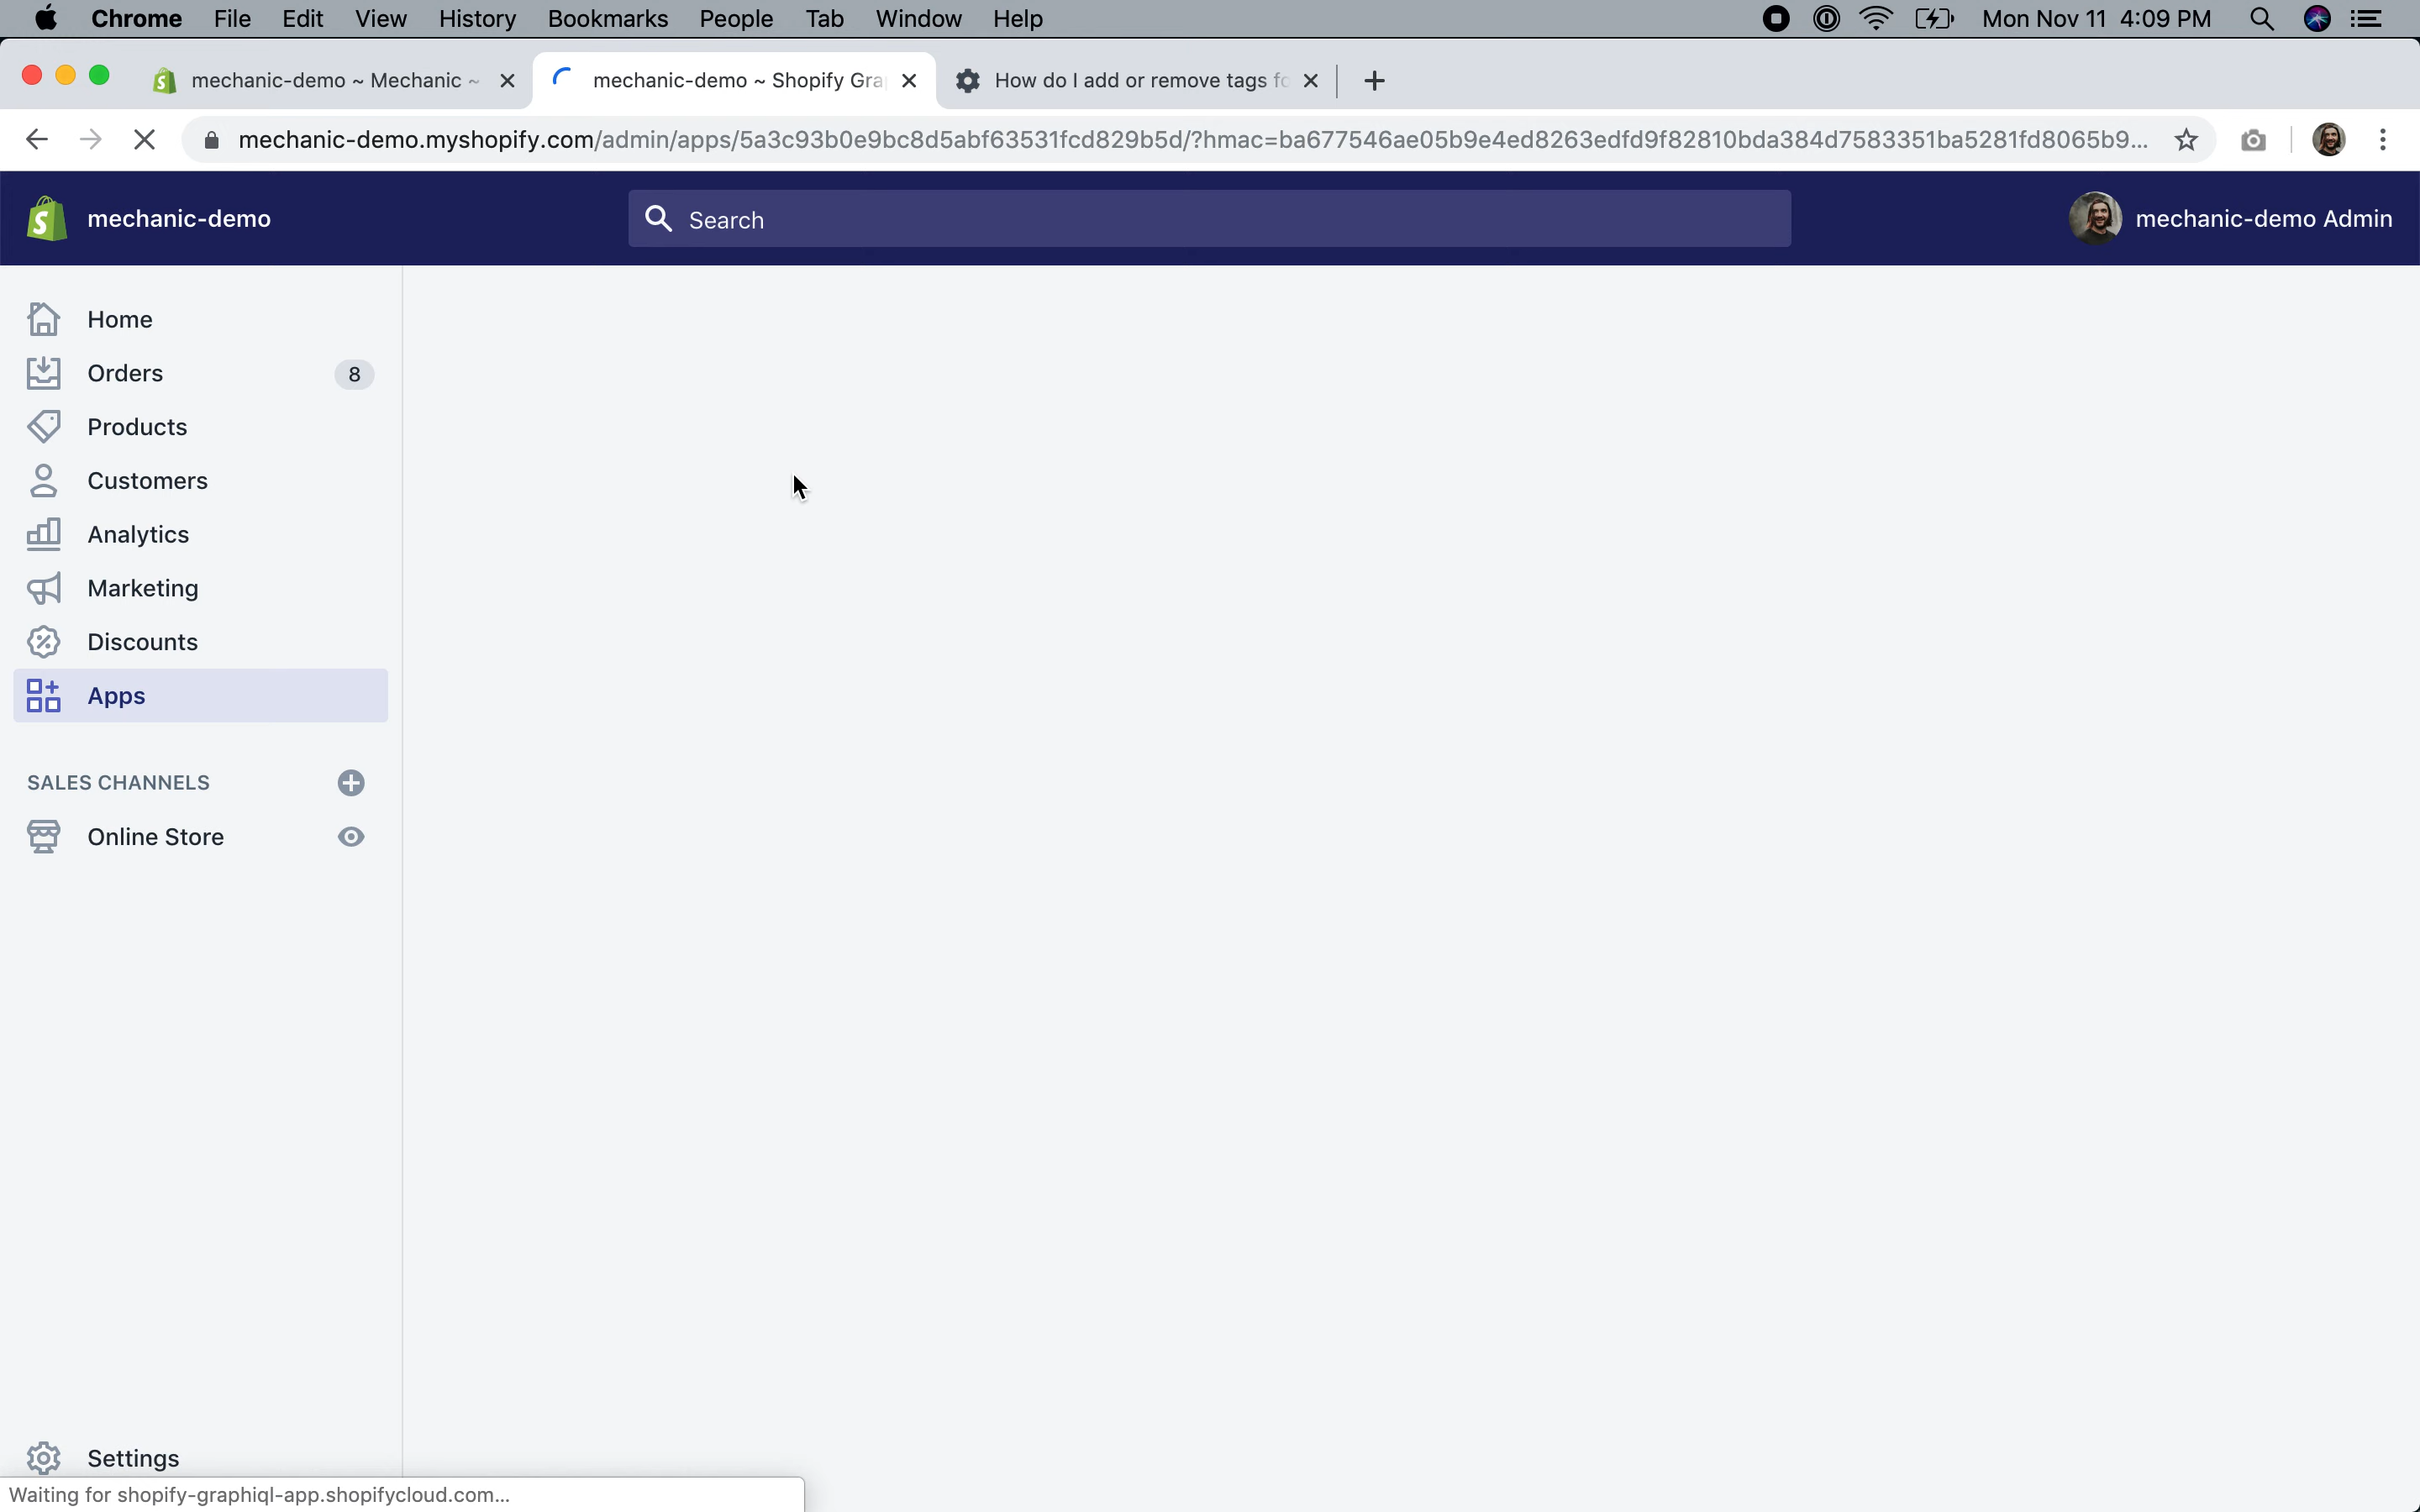 Chrome File Edit View History Bookmarks People Tab Window Help Mon Nov 11 4:09 PM
mechanic-demo ~ Mechanic ~ mechanic-demo ~ Shopify Gra How do I add or remove tags fo
mechanic-demo.myshopify.com/admin/apps/5a3c93b0e9bc8d5abf63531fcd829b5d/?hmac=ba677546ae05b9e4ed8263edfd9f82810bda384d7583351ba5281fd8065b9...
mechanic-demo Search mechanic-demo Admin
Home
Orders 8
Products
Customers
Analytics
Marketing
Discounts
Apps
SALES CHANNELS
Online Store
Settings
Waiting for shopify-graphiql-app.shopifycloud.com...